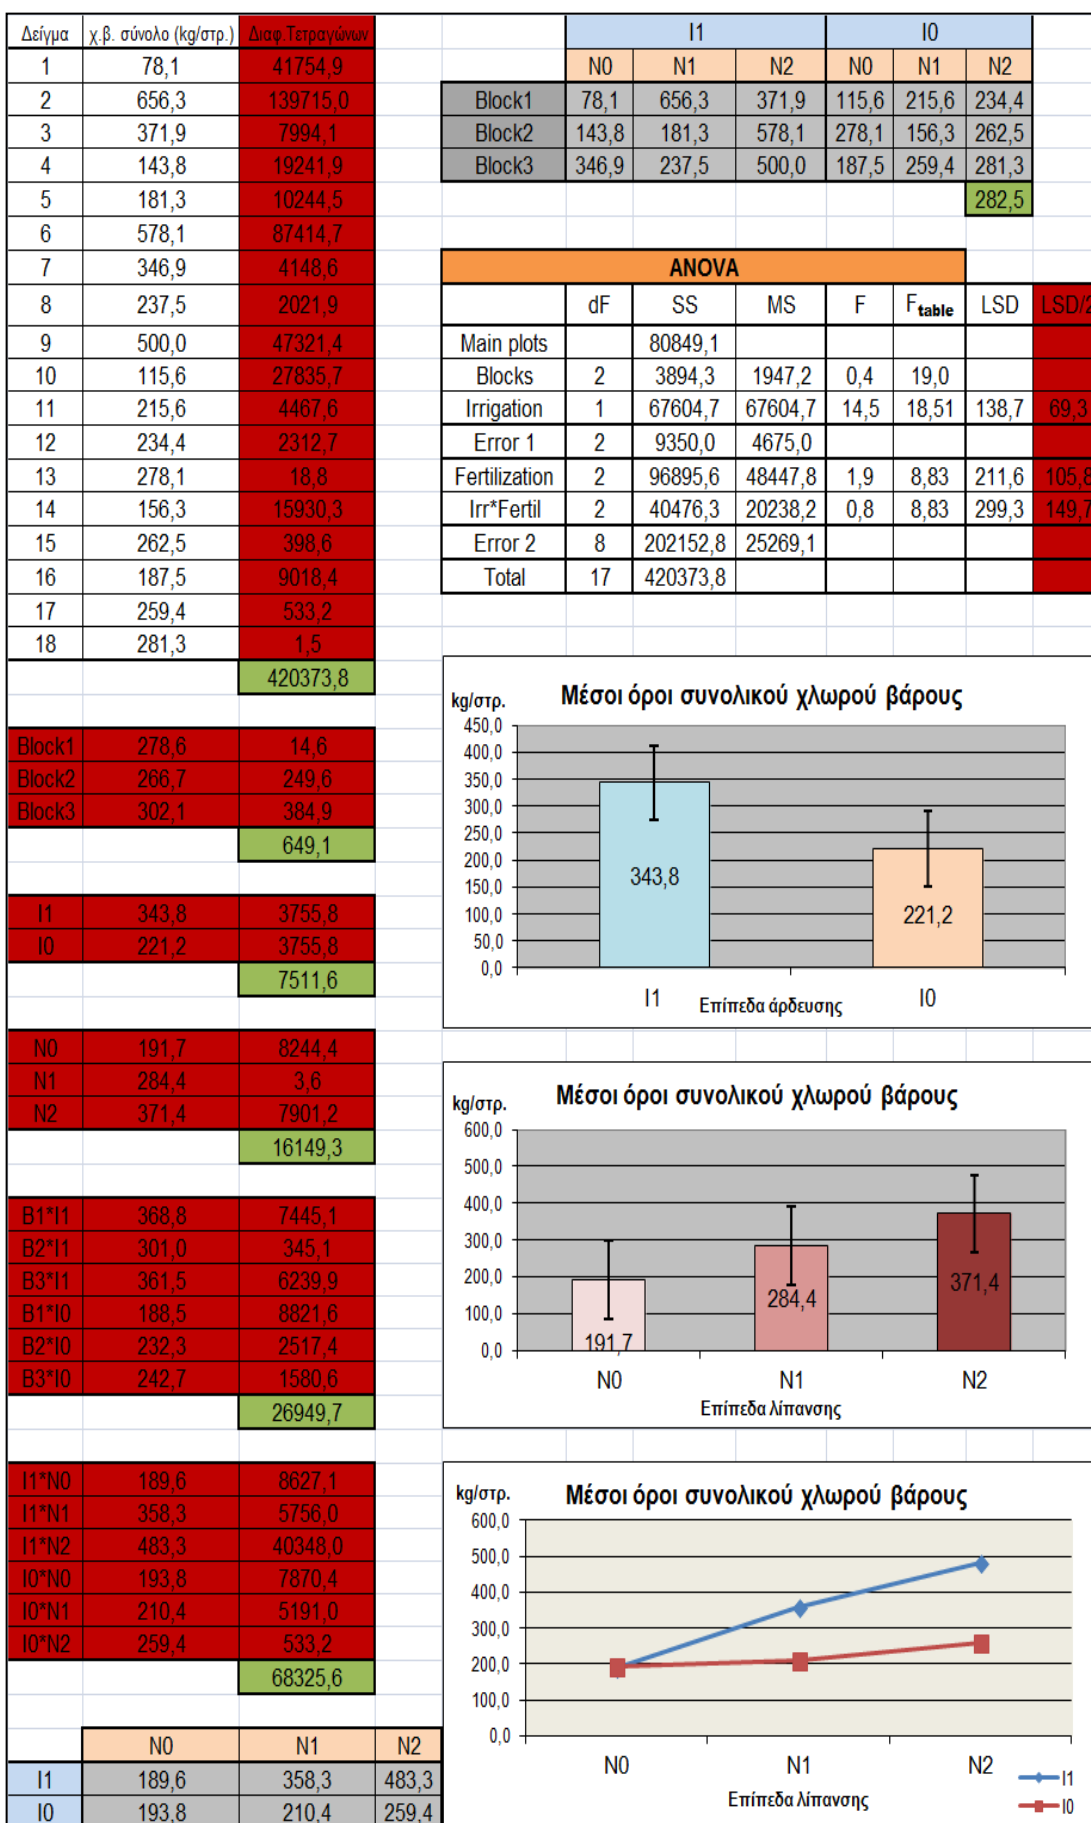 Δείγμα χ.β. σύνολο (kg/στρ.) Διαφ.Τετραγώνων
1 78,1 41754,9
2 656,3 139715,0
3 371,9 7994,1
4 143,8 19241,9
5 181,3 10244,5
6 578,1 87414,7
7 346,9 4148,6
8 237,5 2021,9
9 500,0 47321,4
10 115,6 27835,7
11 215,6 4467,6
12 234,4 2312,7
13 278,1 18,8
14 156,3 15930,3
15 262,5 398,6
16 187,5 9018,4
17 259,4 533,2
18 281,3 1,5
420373,8
Block1 278,6 14,6
Block2 266,7 249,6
Block3 302,1 384,9
649,1
I1 343,8 3755,8
I0 221,2 3755,8
7511,6
N0 191,7 8244,4
N1 284,4 3,6
N2 371,4 7901,2
16149,3
B1*I1 368,8 7445,1
B2*I1 301,0 345,1
B3*I1 361,5 6239,9
B1*I0 188,5 8821,6
B2*I0 232,3 2517,4
B3*I0 242,7 1580,6
26949,7
I1*N0 189,6 8627,1
I1*N1 358,3 5756,0
I1*N2 483,3 40348,0
I0*N0 193,8 7870,4
I0*N1 210,4 5191,0
I0*N2 259,4 533,2
68325,6
N0 N1 N2
I1 189,6 358,3 483,3
I0 193,8 210,4 259,4
I1 I0
N0 N1 N2 N0 N1 N2
Block1 78,1 656,3 371,9 115,6 215,6 234,4
Block2 143,8 181,3 578,1 278,1 156,3 262,5
Block3 346,9 237,5 500,0 187,5 259,4 281,3
282,5
ANOVA
dF SS MS F Ftable LSD LSD/2
Main plots 80849,1
Blocks 2 3894,3 1947,2 0,4 19,0
Irrigation 1 67604,7 67604,7 14,5 18,51 138,7 69,3
Error 1 2 9350,0 4675,0
Fertilization 2 96895,6 48447,8 1,9 8,83 211,6 105,8
Irr*Fertil 2 40476,3 20238,2 0,8 8,83 299,3 149,7
Error 2 8 202152,8 25269,1
Total 17 420373,8
kg/στρ. Μέσοι όροι συνολικού χλωρού βάρους
450,0
400,0
350,0
300,0
250,0
200,0
150,0
100,0
50,0
0,0
343,8
221,2
I1 Επίπεδα άρδευσης I0
kg/στρ. Μέσοι όροι συνολικού χλωρού βάρους
600,0
500,0
400,0
300,0
200,0
100,0
0,0
191,7
284,4
371,4
N0 N1 N2
Επίπεδα λίπανσης
kg/στρ. Μέσοι όροι συνολικού χλωρού βάρους
600,0
500,0
400,0
300,0
200,0
100,0
0,0
N0 N1 N2
Επίπεδα λίπανσης
I1
I0